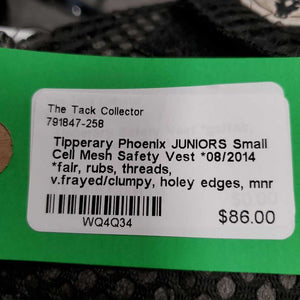 The Tack Collector
791847-258
Tipperary Phoenix JUNIORS Small
Cell Mesh Safety Vest *08/2014
*fair, rubs, threads,
v.frayed/clumpy, holey edges, mnr
WQ4Q34
$86.00